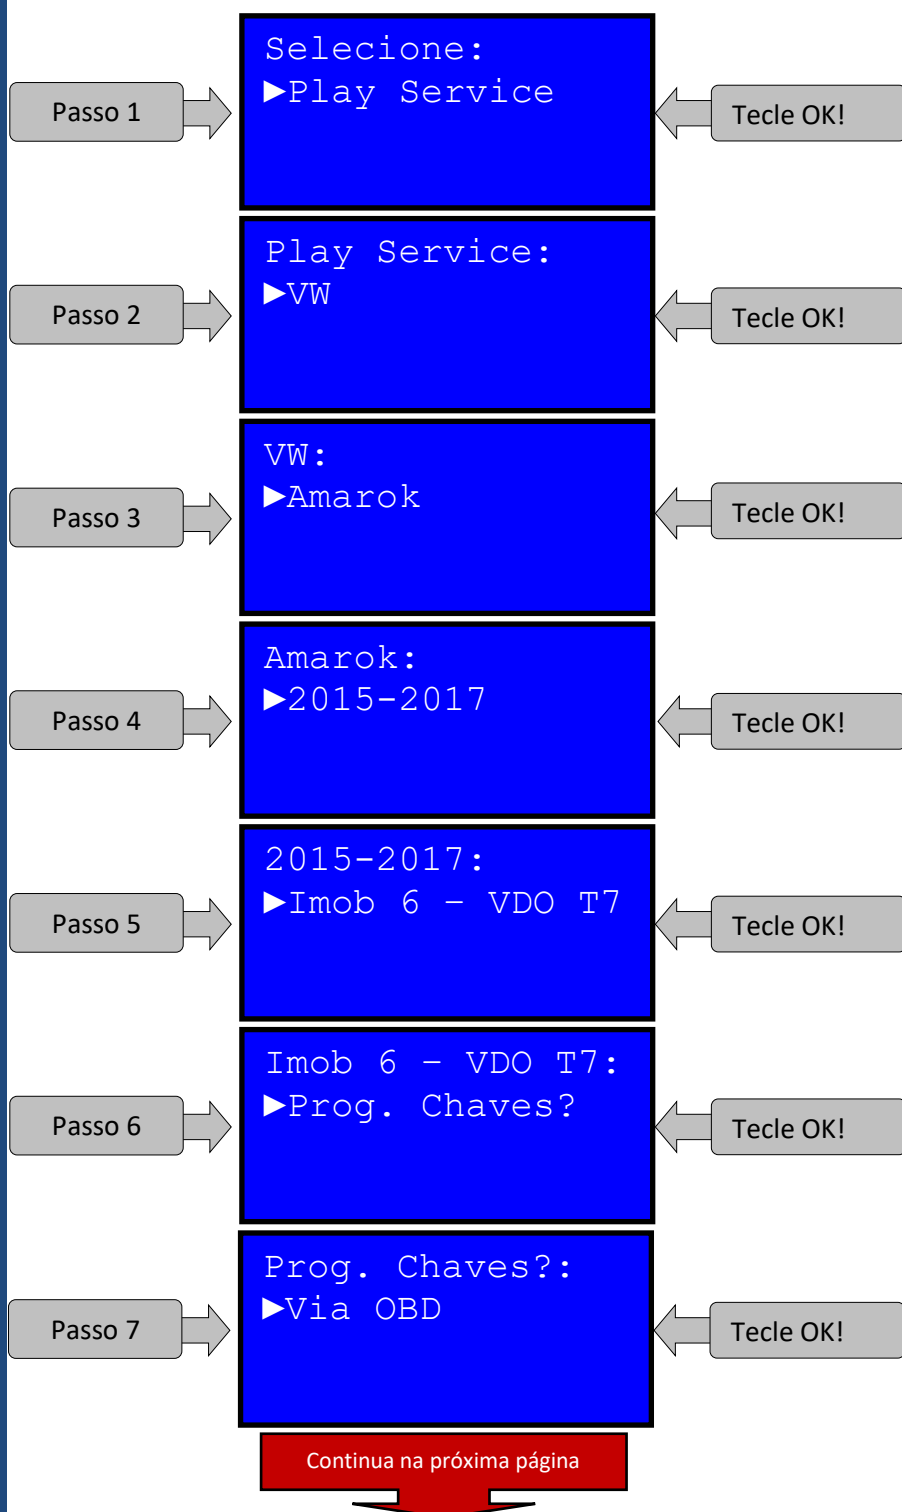 Selecione:
►Play Service
Passo 1
Tecle OK!
Play Service:
►VW
Passo 2
Tecle OK!
VW:
►Amarok
Passo 3
Tecle OK!
Amarok:
►2015-2017
Passo 4
Tecle OK!
2015-2017:
►Imob 6 – VDO T7
Passo 5
Tecle OK!
Imob 6 – VDO T7:
►Prog. Chaves?
Passo 6
Tecle OK!
Prog. Chaves?:
►Via OBD
Passo 7
Tecle OK!
Continua na próxima página